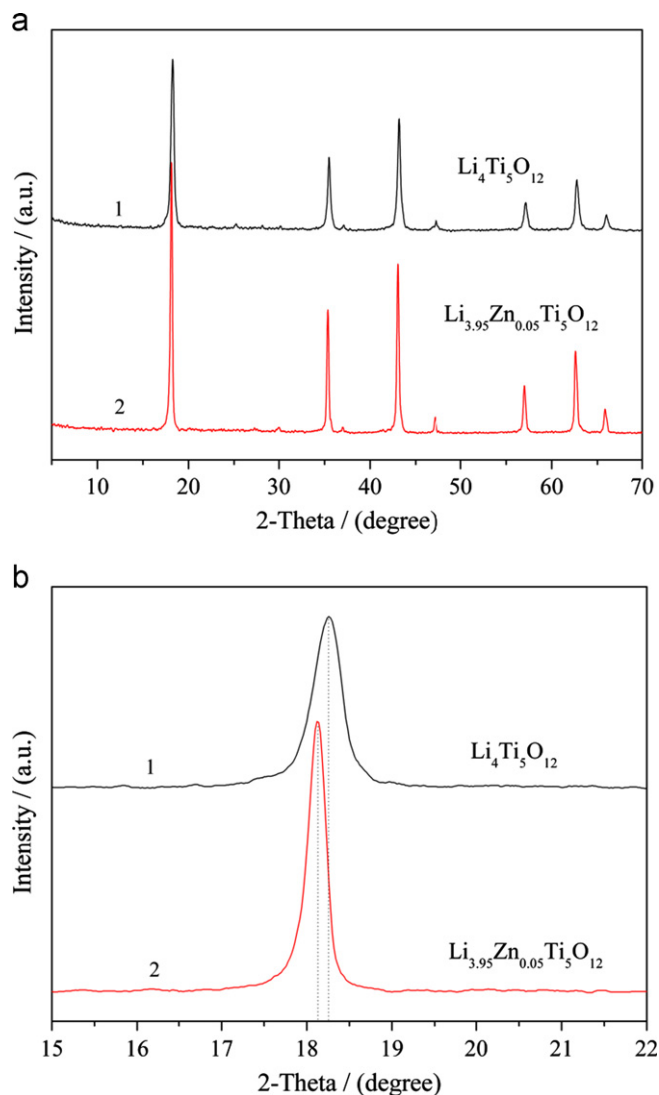 a
Li₄Ti₅O₁₂
1
Intensity / (a.u.)
Li₃.₉₅Zn₀.₀₅Ti₅O₁₂
2
10 20 30 40 50 60 70
2-Theta / (degree)
b
Li₄Ti₅O₁₂
1
Intensity / (a.u.)
Li₃.₉₅Zn₀.₀₅Ti₅O₁₂
2
15 16 17 18 19 20 21 22
2-Theta / (degree)